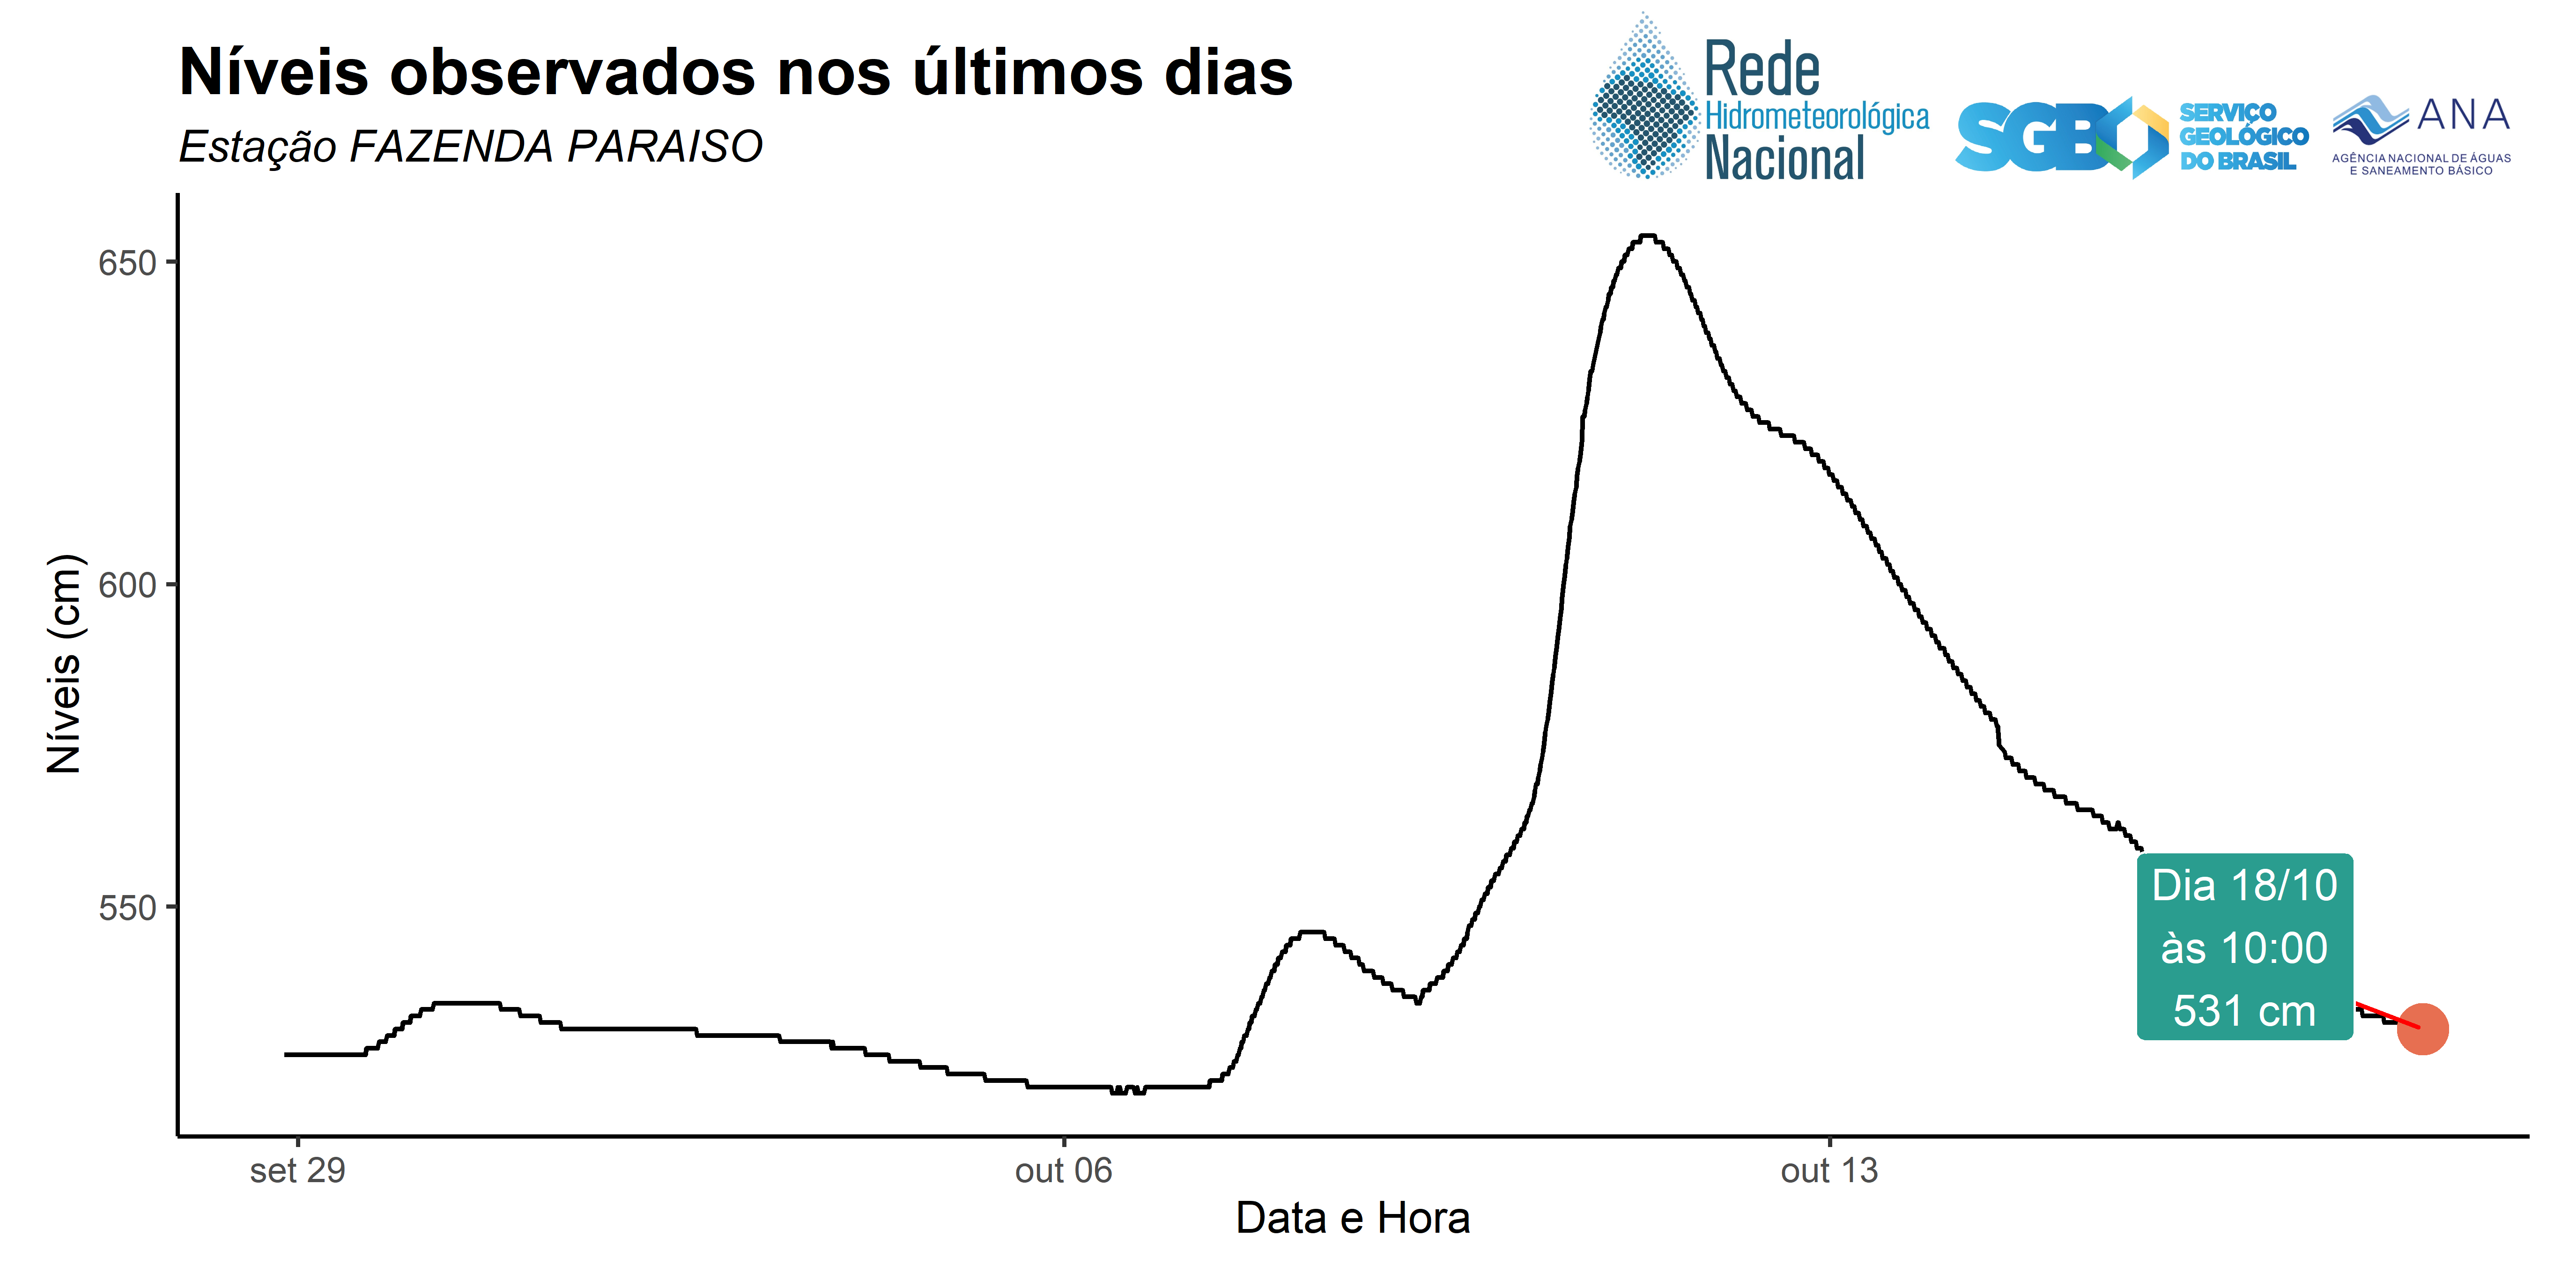 Níveis observados nos últimos dias
Estação FAZENDA PARAISO
Rede
Hidrometeorológica
Nacional
SGB
SERVIÇO
GEOLÓGICO
DO BRASIL
ANA
AGÊNCIA NACIONAL DE ÁGUAS
E SANEAMENTO BÁSICO
Níveis (cm)
650
600
550
Dia 18/10
às 10:00
531 cm
set 29
out 06
out 13
Data e Hora